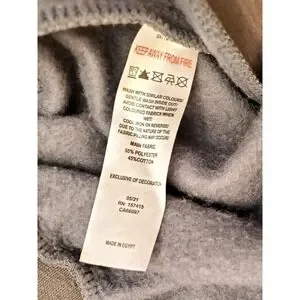 KEEP AWAY FROM FIRE
WASH WITH SIMILAR COLOURS
GENTLE WASH INSIDE OUT
AVOID CONTACT WITH LIGHT
COLOURED FABRICS WHEN
WET
COOL IRON ON REVERSE
DUE TO THE NATURE OF THE
FABRIC PILLING MAY OCCUR
MAIN FABRIC
55% POLYESTER
45%COTTON
EXCLUSIVE OF DECORATION
05/21
RN: 157415
CA56097
MADE IN EGYPT